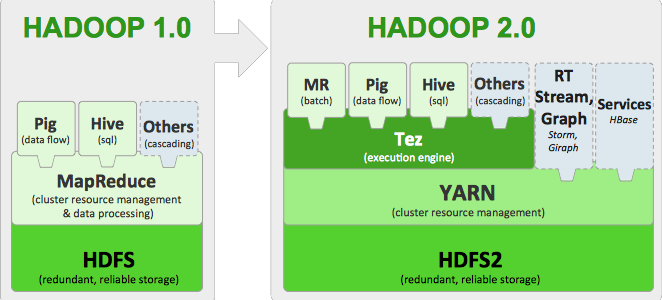 HADOOP 1.0
Pig
(data flow)
Hive
(sql)
Others
(cascading)
MapReduce
(cluster resource management
& data processing)
HDFS
(redundant, reliable storage)
HADOOP 2.0
MR
(batch)
Pig
(data flow)
Hive
(sql)
Others
(cascading)
RT
Stream,
Graph
Storm,
Giraph
Services
HBase
Tez
(execution engine)
YARN
(cluster resource management)
HDFS2
(redundant, reliable storage)